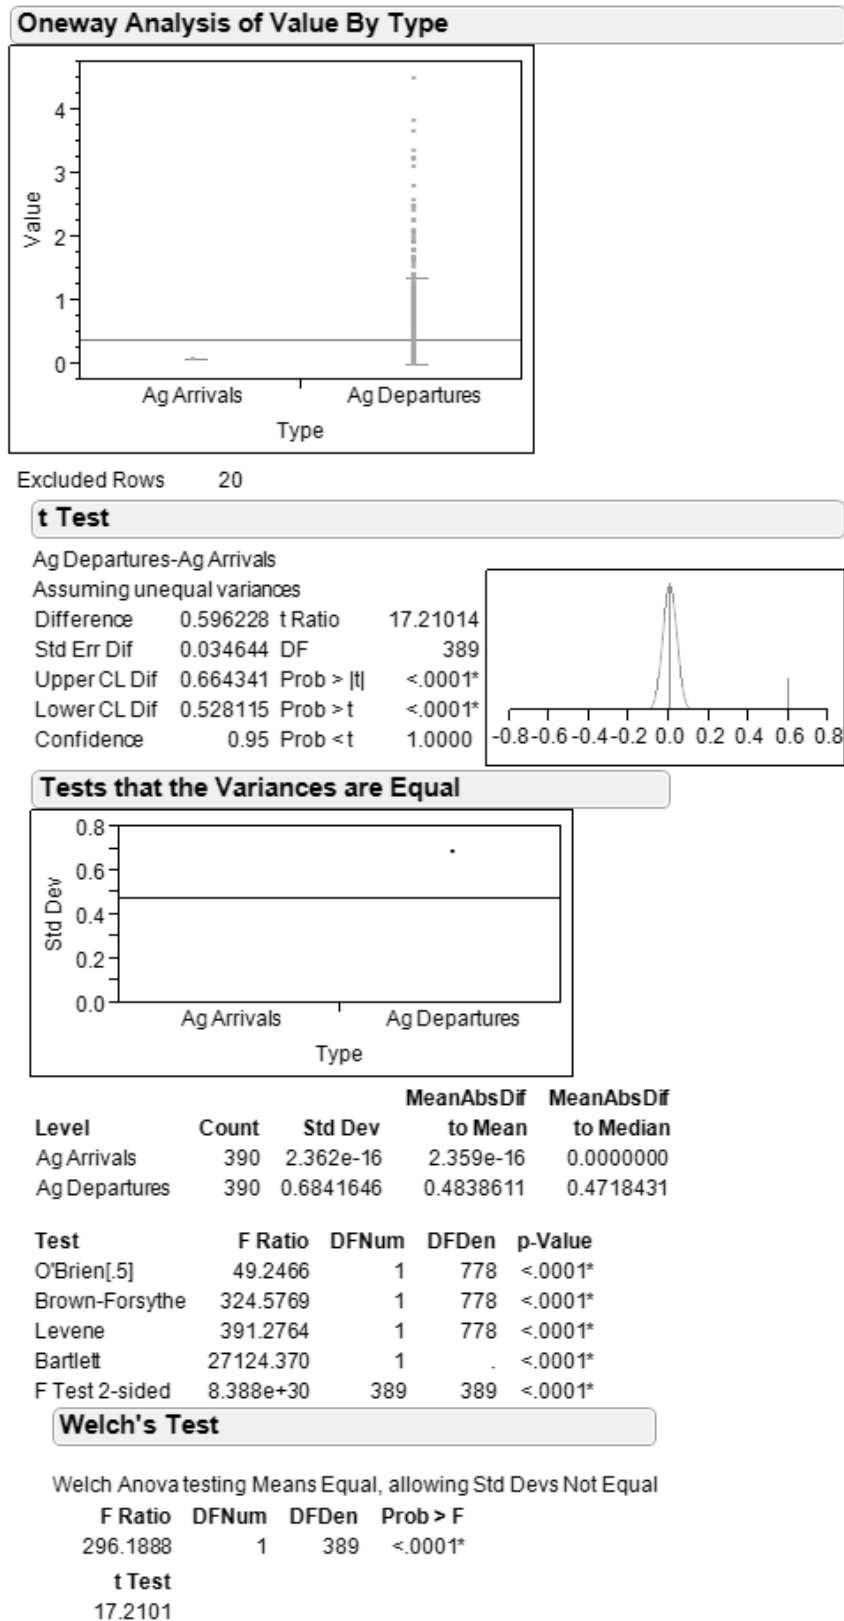 Oneway Analysis of Value By Type
4
3
2
1
0
Value
Ag Arrivals Ag Departures
Type
Excluded Rows 20
t Test
Ag Departures-Ag Arrivals
Assuming unequal variances
Difference 0.596228 t Ratio 17.21014
Std Err Dif 0.034644 DF 389
Upper CL Dif 0.664341 Prob > |t| <.0001*
Lower CL Dif 0.528115 Prob > t <.0001*
Confidence 0.95 Prob < t 1.0000
-0.8 -0.6 -0.4 -0.2 0.0 0.2 0.4 0.6 0.8
Tests that the Variances are Equal
0.8
0.6
0.4
0.2
0.0
Std Dev
Ag Arrivals Ag Departures
Type
MeanAbsDif MeanAbsDif
Level Count Std Dev to Mean to Median
Ag Arrivals 390 2.362e-16 2.359e-16 0.0000000
Ag Departures 390 0.6841646 0.4838611 0.4718431
Test F Ratio DFNum DFDen p-Value
O'Brien[.5] 49.2466 1 778 <.0001*
Brown-Forsythe 324.5769 1 778 <.0001*
Levene 391.2764 1 778 <.0001*
Bartlett 27124.370 1 . <.0001*
F Test 2-sided 8.388e+30 389 389 <.0001*
Welch's Test
Welch Anova testing Means Equal, allowing Std Devs Not Equal
F Ratio DFNum DFDen Prob > F
296.1888 1 389 <.0001*
t Test
17.2101